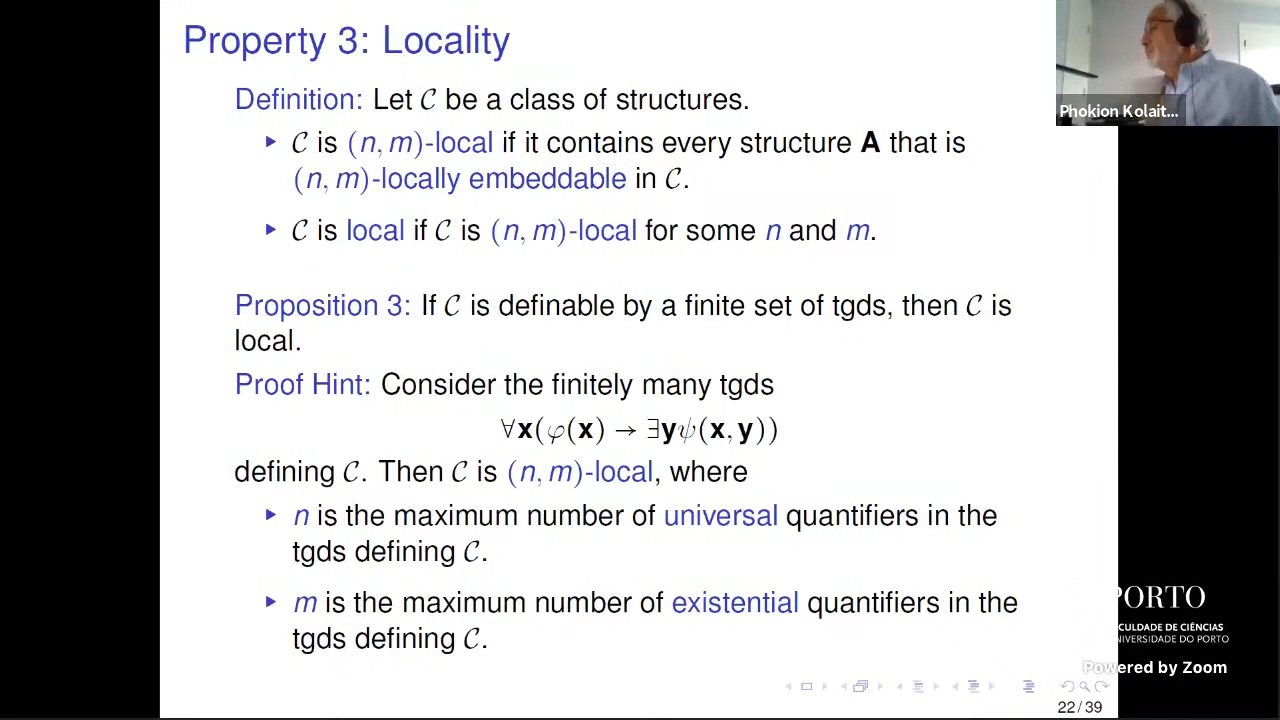 Property 3: Locality
Definition: Let 𝒞 be a class of structures.
▸ 𝒞 is (n, m)-local if it contains every structure A that is
(n, m)-locally embeddable in 𝒞.
▸ 𝒞 is local if 𝒞 is (n, m)-local for some n and m.
Proposition 3: If 𝒞 is definable by a finite set of tgds, then 𝒞 is
local.
Proof Hint: Consider the finitely many tgds
∀x(φ(x) → ∃yψ(x, y))
defining 𝒞. Then 𝒞 is (n, m)-local, where
▸ n is the maximum number of universal quantifiers in the
tgds defining 𝒞.
▸ m is the maximum number of existential quantifiers in the
tgds defining 𝒞.
22/39
Phokion Kolait...
PORTO
CULDADE DE CIÊNCIAS
NIVERSIDADE DO PORTO
Powered by Zoom